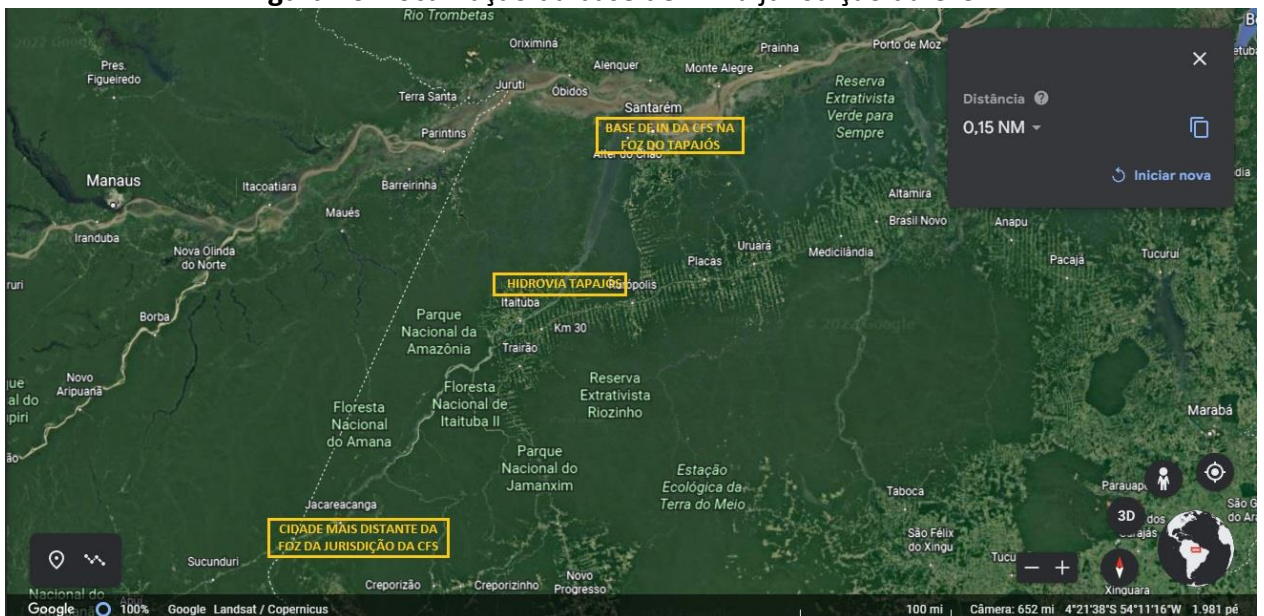 Rio Trombetas
2022 Google
Pres.
Figueiredo
Oriximiná
Prainha
Porto de Moz
Alenquer
Monte Alegre
Juruti
Óbidos
Terra Santa
Santarém
Reserva
Extrativista
Verde para
Sempre
Parintins
BASE DE IN DA CFS NA
FOZ DO TAPAJÓS
Alter do Chão
Distância
0,15 NM
Iniciar nova
Manaus
Itacoatiara
Barreirinha
Maués
Iranduba
Altamira
Brasil Novo
Anapu
Nova Olinda
do Norte
Uruará
Placas
Medicilândia
Pacajá
Tucuruí
HIDROVIA TAPAJÓS
Itaituba
Borba
Parque
Nacional da
Amazônia
Km 30
Trairão
© 2022 Google
Novo
Aripuanã
Floresta
Nacional de
Itaituba II
Reserva
Extrativista
Riozinho
Floresta
Nacional
do Amana
Marabá
Parque
Nacional do
Jamanxim
Estação
Ecológica da
Terra do Meio
Taboca
Jacareacanga
CIDADE MAIS DISTANTE DA
FOZ DA JURISDIÇÃO DA CFS
3D
São Félix
do Xingu
Sucunduri
Creporizão
Creporizinho
Novo
Progresso
Xinguara
Nacional do
Google 100% Google Landsat / Copernicus 100 mi Câmera: 652 mi 4°21'38"S 54°11'16"W 1.981 pé